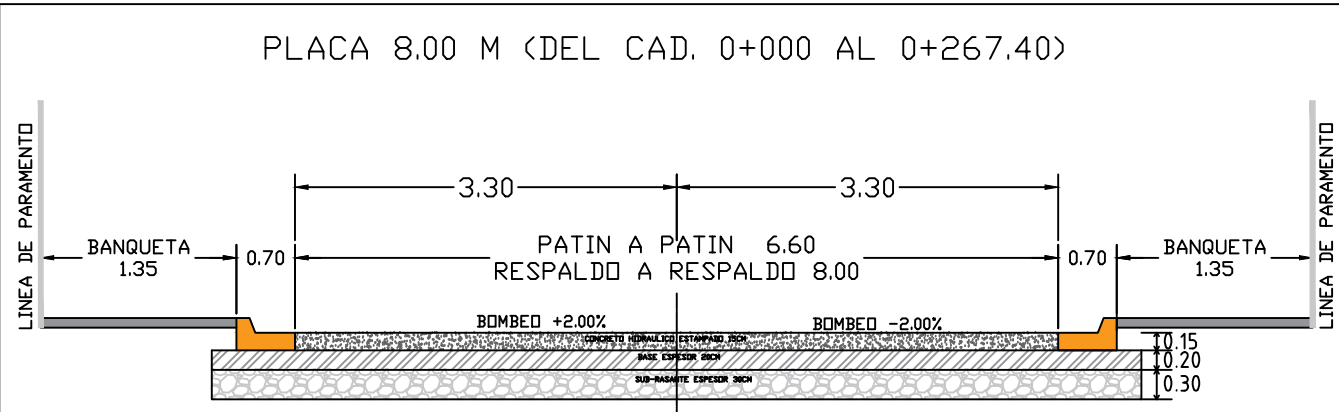 PLACA 8.00 M (DEL CAD. 0+000 AL 0+267.40)
LINEA DE PARAMENTO
LINEA DE PARAMENTO
3.30
3.30
BANQUETA
1.35
0.70
PATIN A PATIN 6.60
RESPALDO A RESPALDO 8.00
0.70
BANQUETA
1.35
BOMBEO +2.00%
BOMBEO -2.00%
CONCRETO HIDRAULICO ESTAMPADO 15CM
0.15
BASE ESPESOR 20CM
0.20
SUB-RASANTE ESPESOR 30CM
0.30